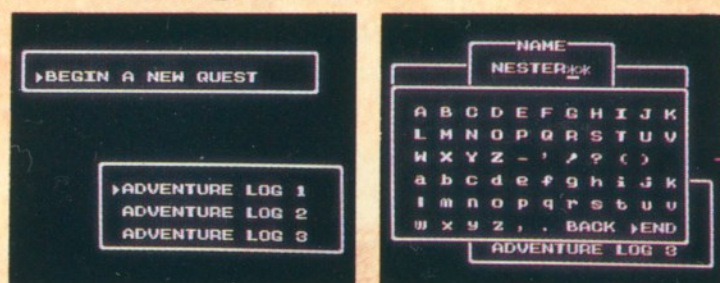 ▶BEGIN A NEW QUEST
▶ADVENTURE LOG 1
ADVENTURE LOG 2
ADVENTURE LOG 3
NAME
NESTER**
A B C D E F G H I J K
L M N O P Q R S T U V
W X Y Z - ' ? ( )
a b c d e f g h i j k
l m n o p q r s t u v
w x y z , . BACK ▶END
ADVENTURE LOG 3